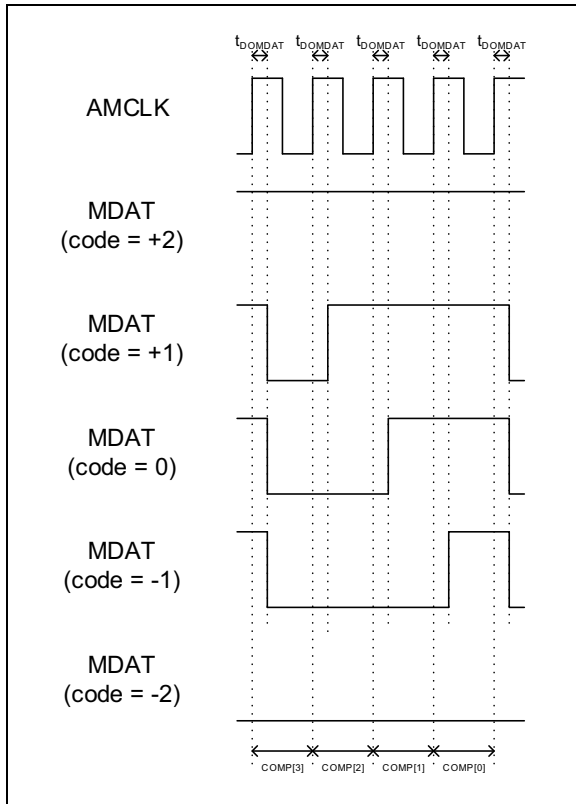 tDOMDAT tDOMDAT tDOMDAT tDOMDAT tDOMDAT
AMCLK
MDAT
(code = +2)
MDAT
(code = +1)
MDAT
(code = 0)
MDAT
(code = -1)
MDAT
(code = -2)
COMP[3] COMP[2] COMP[1] COMP[0]